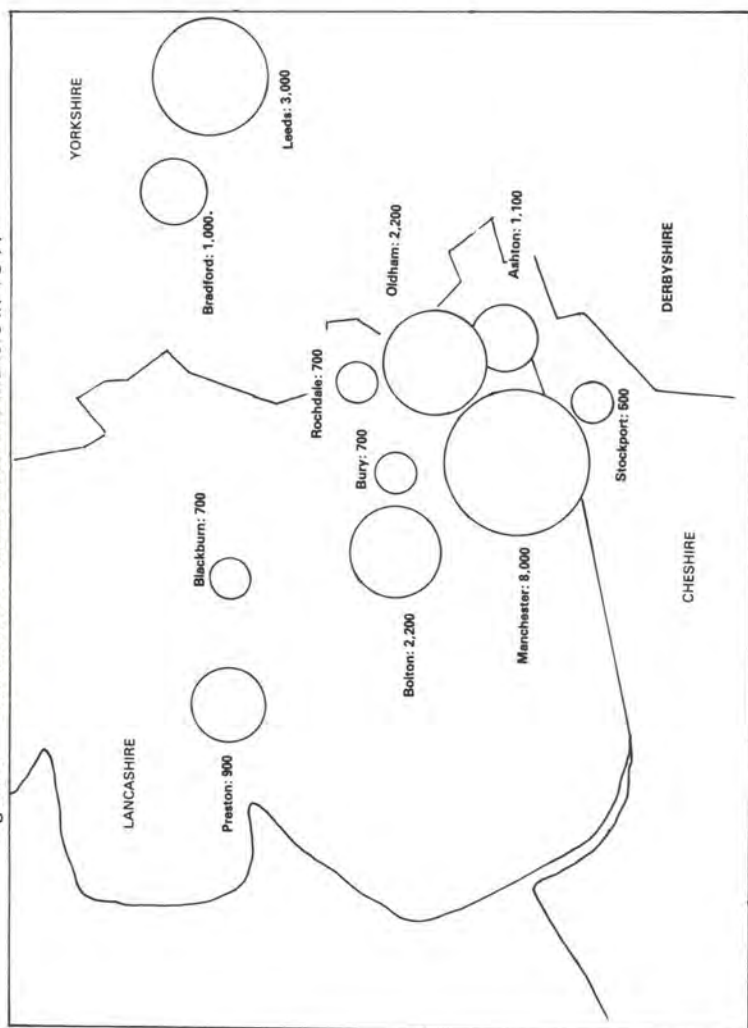 YORKSHIRE
LANCASHIRE
Bradford: 1,000.
Blackburn: 700
Preston: 900
Leeds: 3,000
Rochdale: 700
Bury: 700
Oldham: 2,200
Bolton: 2,200
Ashton: 1,100
Manchester: 8,000
Stockport:
DERBYSHIRE
CHESHIRE